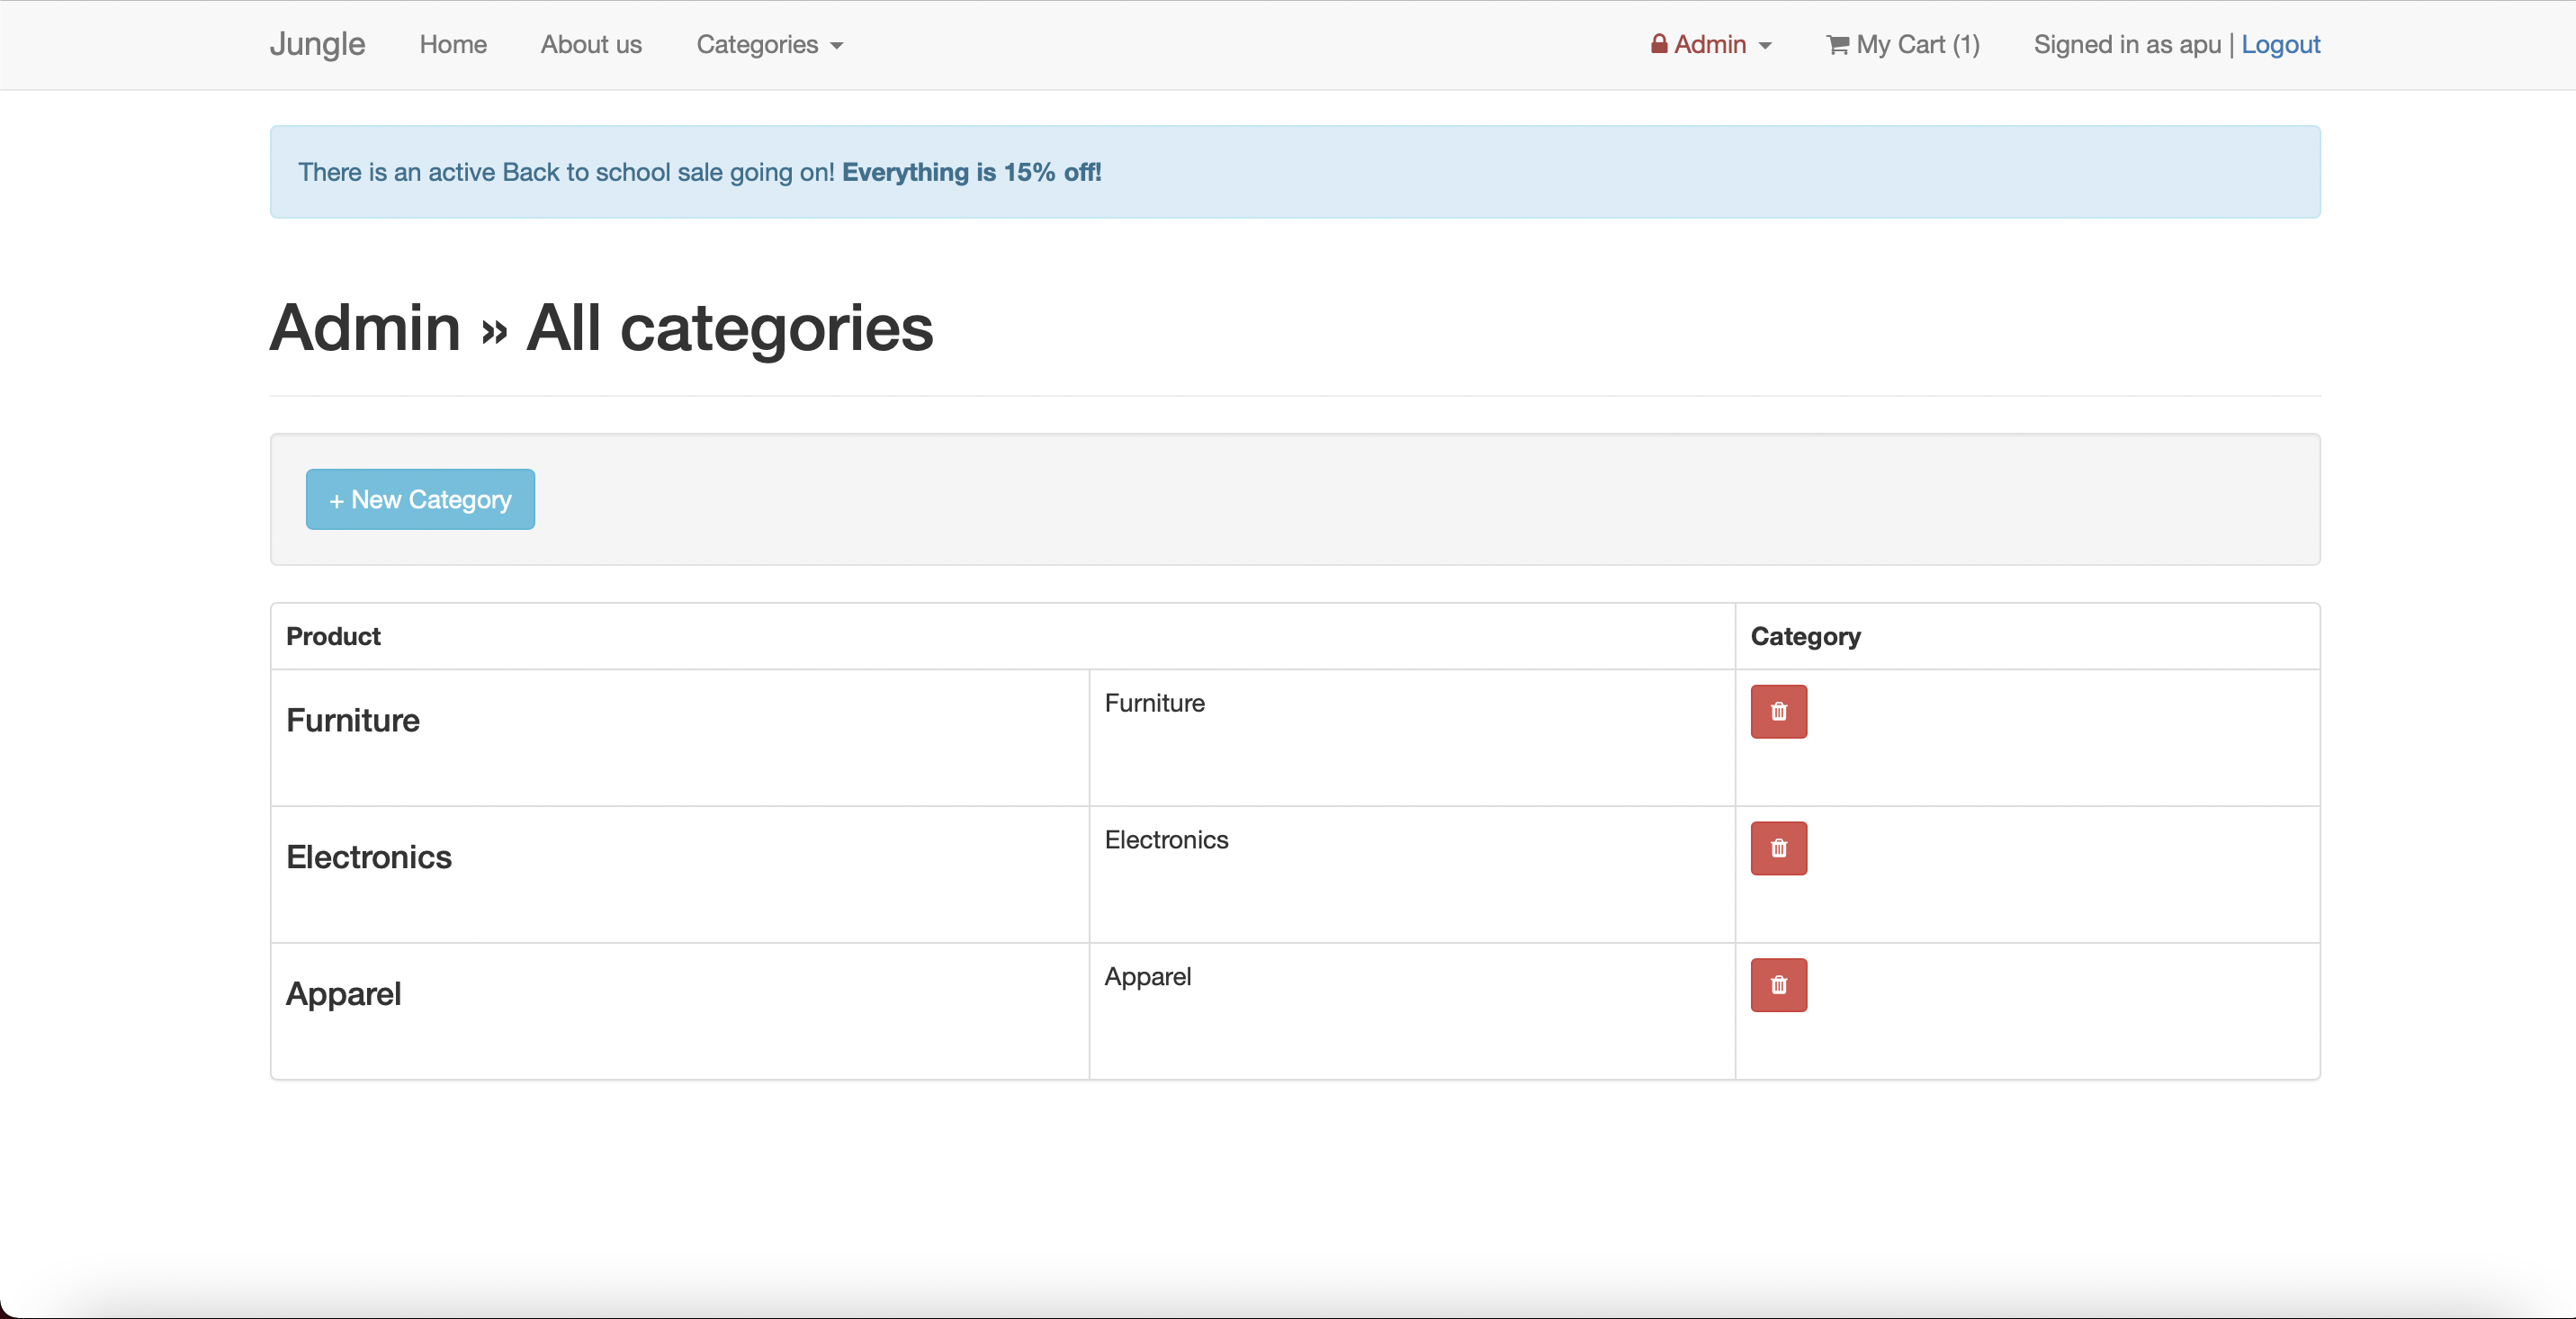 Jungle Home About us Categories Admin My Cart (1) Signed in as apu | Logout
There is an active Back to school sale going on! Everything is 15% off!
Admin » All categories
+ New Category
Product Category
Furniture Furniture
Electronics Electronics
Apparel Apparel